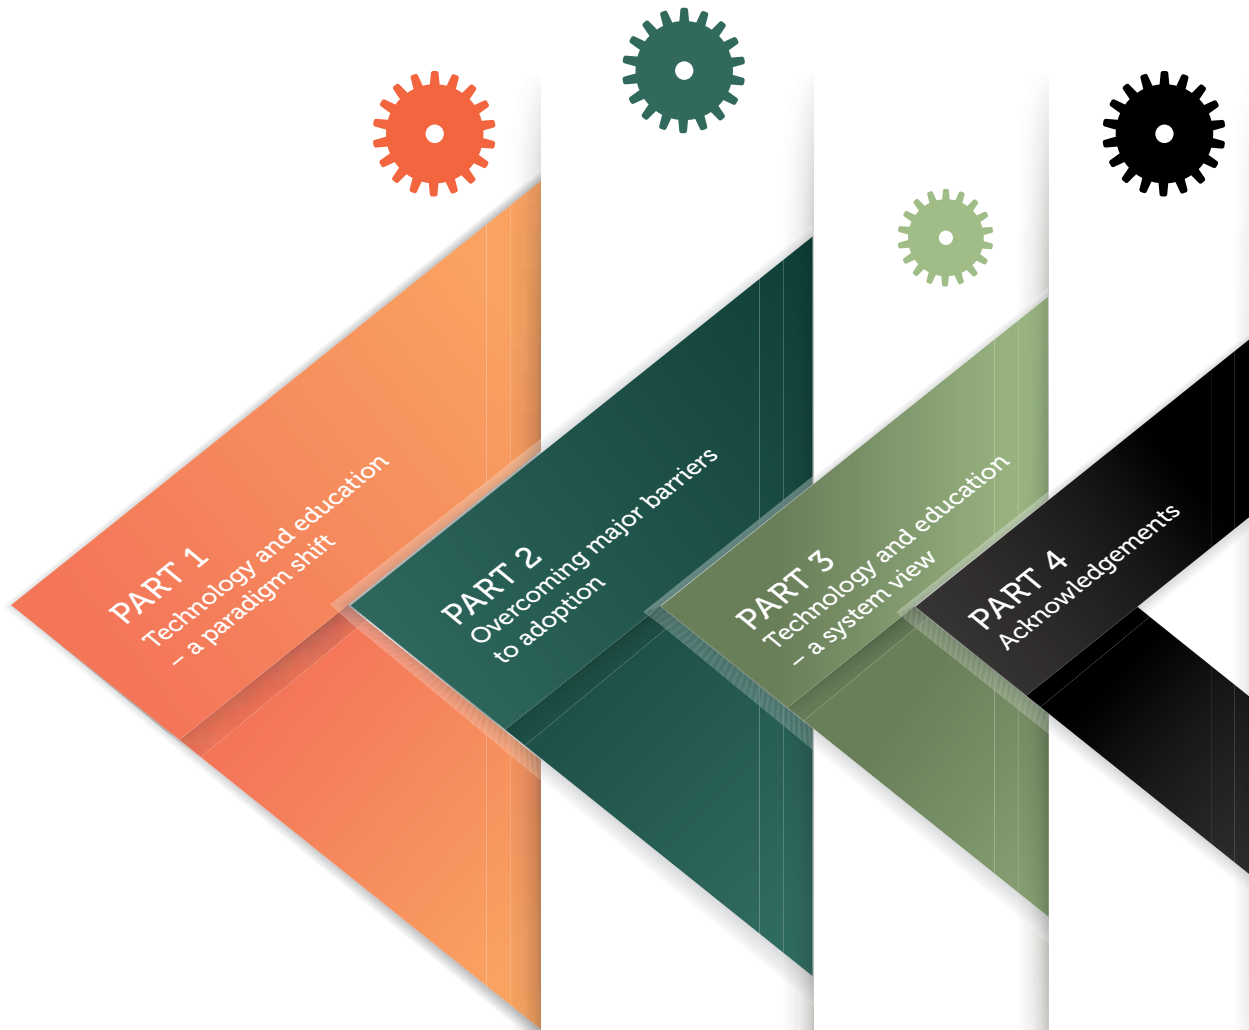 PART 1
Technology and education
– a paradigm shift
PART 2
Overcoming major barriers
to adoption
PART 3
Technology and education
– a system view
PART 4
Acknowledgements